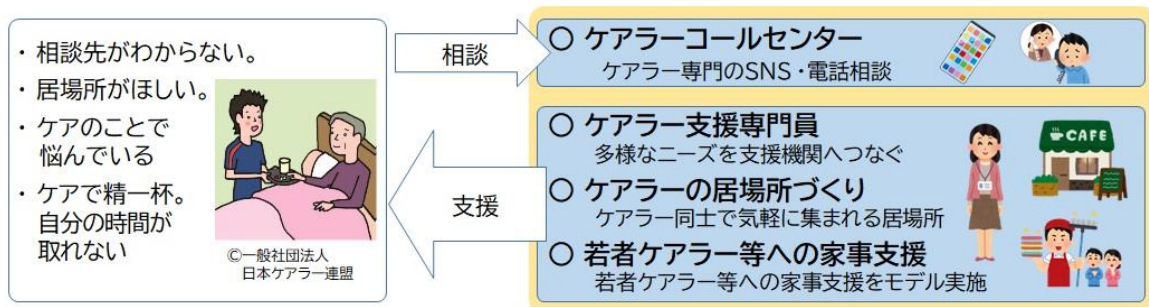 ・相談先がわからない。
・居場所がほしい。
・ケアのことで
悩んでいる
・ケアで精一杯。
自分の時間が
取れない
©一般社団法人
日本ケアラー連盟
相談
支援
○ ケアラーコールセンター
ケアラー専門のSNS・電話相談
○ ケアラー支援専門員
多様なニーズを支援機関へつなぐ
○ ケアラーの居場所づくり
ケアラー同士で気軽に集まれる居場所
○ 若者ケアラー等への家事支援
若者ケアラー等への家事支援をモデル実施
CAFE